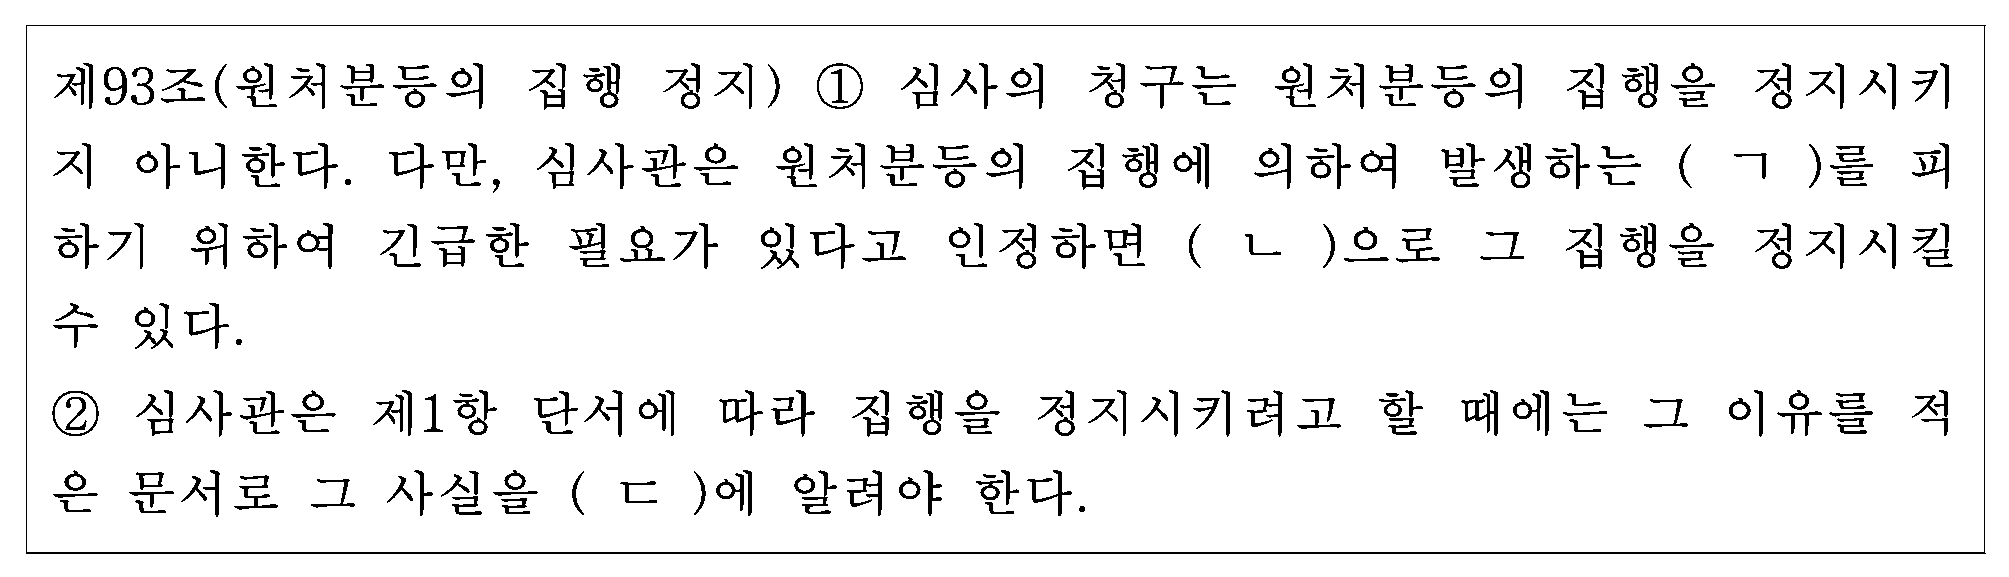 제93조(원처분등의 집행 정지) ① 심사의 청구는 원처분등의 집행을 정지시키
지 아니한다. 다만, 심사관은 원처분등의 집행에 의하여 발생하는 ( ㄱ )를 피
하기 위하여 긴급한 필요가 있다고 인정하면 ( ㄴ )으로 그 집행을 정지시킬
수 있다.
② 심사관은 제1항 단서에 따라 집행을 정지시키려고 할 때에는 그 이유를 적
은 문서로 그 사실을 ( ㄷ )에 알려야 한다.